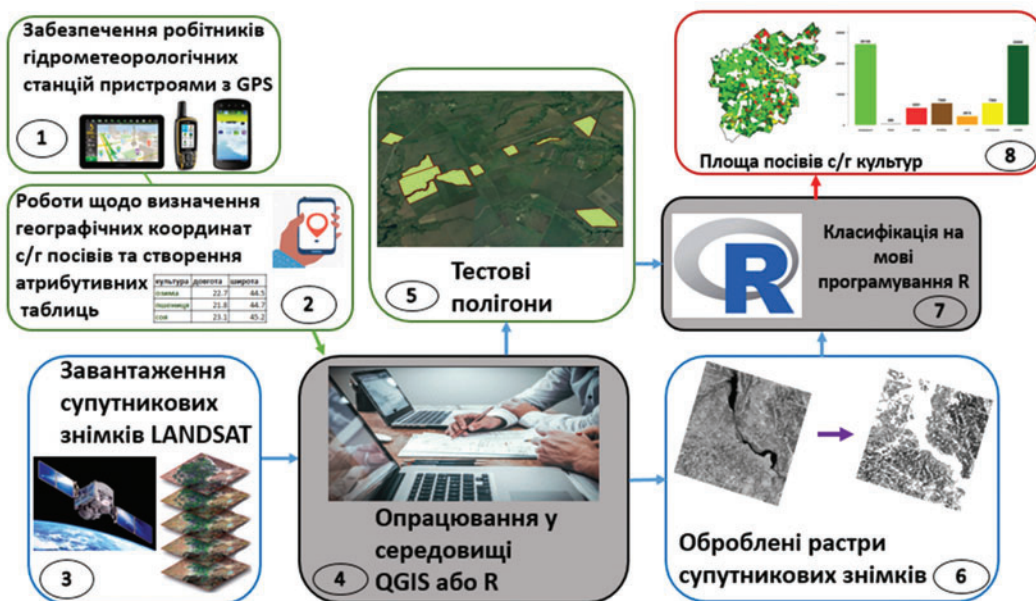 Забезпечення робітників
гідрометеорологічних
станцій пристроями з GPS
1
Роботи щодо визначення
географічних координат
с/г посівів та створення
атрибутивних
таблиць
культура довгота широта
озима 22.7 44.5
пшениця 21.8 44.7
соя 23.1 45.2
2
Завантаження
супутникових
знімків LANDSAT
3
Опрацювання у
середовищі
QGIS або R
4
Тестові
полігони
5
Оброблені растри
супутникових знімків
6
R
Класифікація на
мові
програмування R
7
Площа посівів с/г культур
8